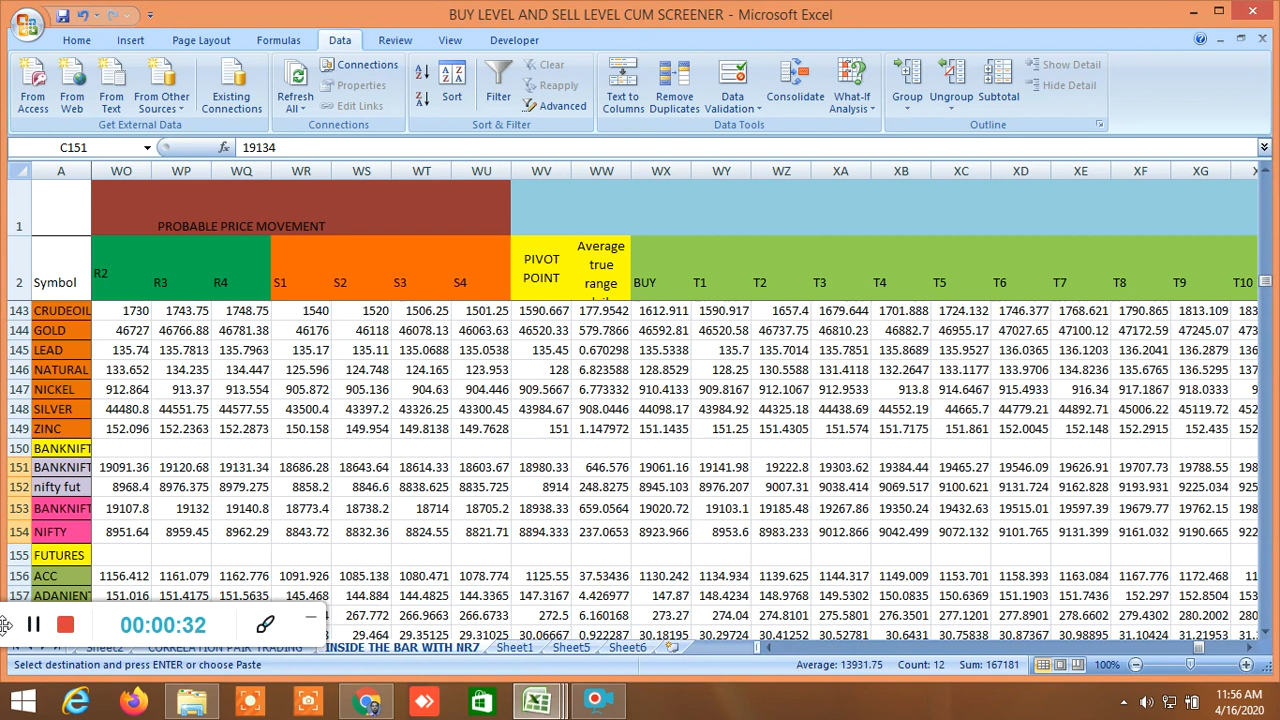 BUY LEVEL AND SELL LEVEL CUM SCREENER - Microsoft Excel
Home Insert Page Layout Formulas Data Review View Developer
From Access
From Web
From Text
From Other Sources
Existing Connections
Get External Data
Refresh All
Connections
Properties
Edit Links
Connections
Sort
Filter
Clear
Reapply
Advanced
Sort & Filter
Text to Columns
Remove Duplicates
Data Validation
Consolidate
What-If Analysis
Data Tools
Group
Ungroup
Subtotal
Show Detail
Hide Detail
Outline
C151 fx 19134
A WO WP WQ WR WS WT WU WV WW WX WY WZ XA XB XC XD XE XF XG
1 PROBABLE PRICE MOVEMENT
2 Symbol R2 R3 R4 S1 S2 S3 S4 PIVOT POINT Average true range BUY T1 T2 T3 T4 T5 T6 T7 T8 T9 T10
143 CRUDEOIL 1730 1743.75 1748.75 1540 1520 1506.25 1501.25 1590.667 177.9542 1612.911 1590.917 1657.4 1679.644 1701.888 1724.132 1746.377 1768.621 1790.865 1813.109 183
144 GOLD 46727 46766.88 46781.38 46176 46118 46078.13 46063.63 46520.33 579.7866 46592.81 46520.58 46737.75 46810.23 46882.7 46955.17 47027.65 47100.12 47172.59 47245.07 473
145 LEAD 135.74 135.7813 135.7963 135.17 135.11 135.0688 135.0538 135.45 0.670298 135.5338 135.7 135.7014 135.7851 135.8689 135.9527 136.0365 136.1203 136.2041 136.2879 136
146 NATURAL 133.652 134.235 134.447 125.596 124.748 124.165 123.953 128 6.823588 128.8529 128.25 130.5588 131.4118 132.2647 133.1176 133.9706 134.8236 135.6765 136.5295 137
147 NICKEL 912.864 913.37 913.554 905.872 905.136 904.63 904.446 909.5667 6.773332 910.4133 912.1067 912.9533 913.8 914.6467 915.4933 916.34 917.1867 918.0333
148 SILVER 44480.8 44551.75 44577.55 43500.4 43397.2 43326.25 43300.45 43984.67 908.0446 44098.17 43984.92 44325.18 44438.69 44552.19 44665.7 44779.21 44892.71 45006.22 45119.72 452
149 ZINC 152.096 152.2363 152.2873 150.158 149.954 149.8138 149.7628 151 1.147972 151.1435 151.25 151.4305 151.574 151.7175 151.861 152.0045 152.148 152.2915 152.435
150 BANKNIFT
151 BANKNIFT 19091.36 19120.68 19131.34 18686.28 18643.64 18614.33 18603.67 18980.33 646.576 19061.16 19141.98 19222.8 19303.62 19384.44 19465.27 19546.09 19626.91 19707.73 19788.55 198
152 nifty fut 8968.4 8976.375 8979.275 8858.2 8846.6 8838.625 8835.725 8914 248.8275 8945.103 8976.207 9007.31 9038.414 9069.517 9100.621 9131.724 9162.828 9193.931 9225.034 925
153 BANKNIFT 19107.8 19132 19140.8 18773.4 18738.2 18714 18705.2 18938.33 659.0564 19020.72 19103.1 19185.48 19267.86 19350.24 19432.63 19515.01 19597.39 19679.77 19762.15 198
154 NIFTY 8951.64 8959.45 8962.29 8843.72 8832.36 8824.55 8821.71 8894.333 237.0653 8923.966 8953.6 8983.233 9012.866 9042.499 9072.132 9101.765 9131.399 9161.032 9190.665 922
155 FUTURES
156 ACC 1156.412 1161.079 1162.776 1091.926 1085.138 1080.471 1078.774 1125.55 37.53436 1130.242 1134.934 1139.625 1144.317 1149.009 1153.701 1158.393 1163.084 1167.776 1172.468 11
157 ADANIENT 151.016 151.4175 151.5635 145.468 144.884 144.4825 144.3365 147.3167 4.426977 147.87 148.4234 148.9768 149.5302 150.0835 150.6369 151.1903 151.7436 152.297 152.8504
267.772 266.9663 266.6733 272.5 6.160168 273.27 274.04 274.8101 275.5801 276.3501 277.1201 277.8901 278.6602 279.4302 280.2002
29.464 29.35125 29.31025 30.06667 0.922287 30.18195 30.29724 30.41252 30.52781 30.6431 30.75838 30.87367 30.98895 31.10424 31.21953
00:00:32
Sheet2 CORRELATION PAIR TRADING INSIDE THE BAR WITH NR7 Sheet1 Sheet5 Sheet6
Select destination and press ENTER or choose Paste Average: 13931.75 Count: 12 Sum: 167181 100%
11:56 AM
4/16/2020